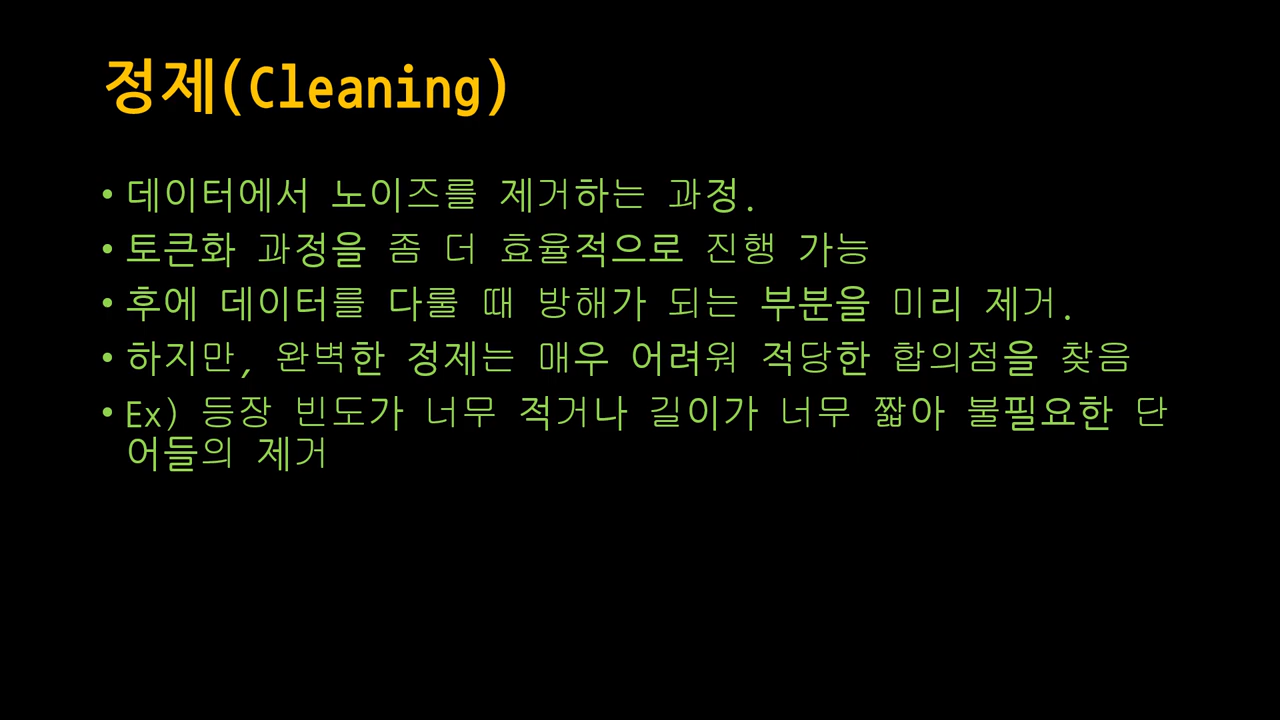 정제(Cleaning)
• 데이터에서 노이즈를 제거하는 과정.
• 토큰화 과정을 좀 더 효율적으로 진행 가능
• 후에 데이터를 다룰 때 방해가 되는 부분을 미리 제거.
• 하지만, 완벽한 정제는 매우 어려워 적당한 합의점을 찾음
• Ex) 등장 빈도가 너무 적거나 길이가 너무 짧아 불필요한 단
어들의 제거